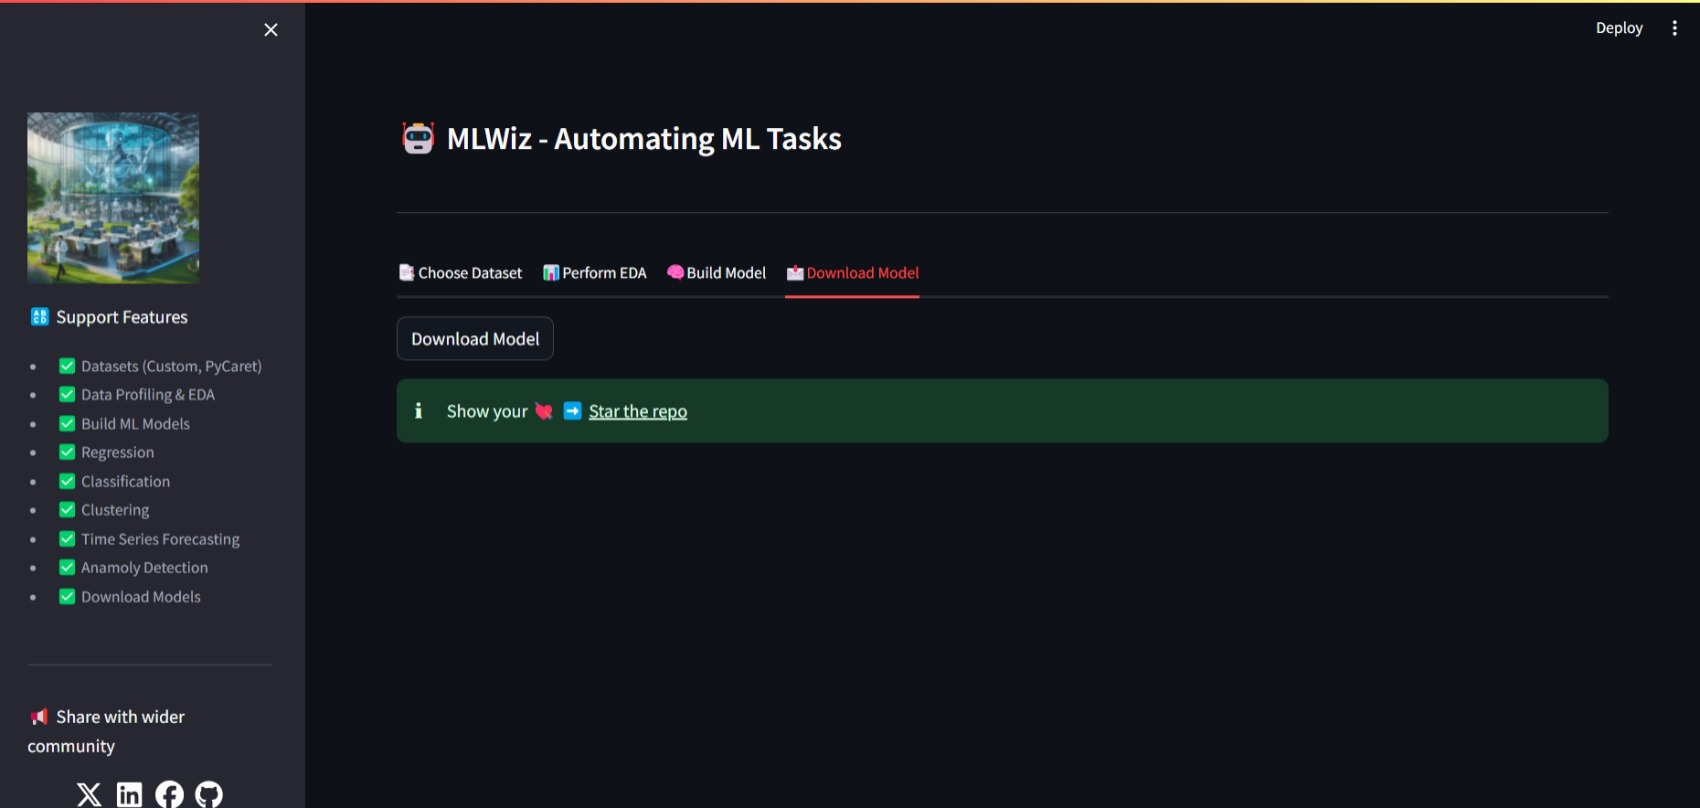 Deploy
MLWiz - Automating ML Tasks
Choose Dataset Perform EDA Build Model Download Model
Download Model
Show your Star the repo
Support Features
Datasets (Custom, PyCaret)
Data Profiling & EDA
Build ML Models
Regression
Classification
Clustering
Time Series Forecasting
Anamoly Detection
Download Models
Share with wider
community